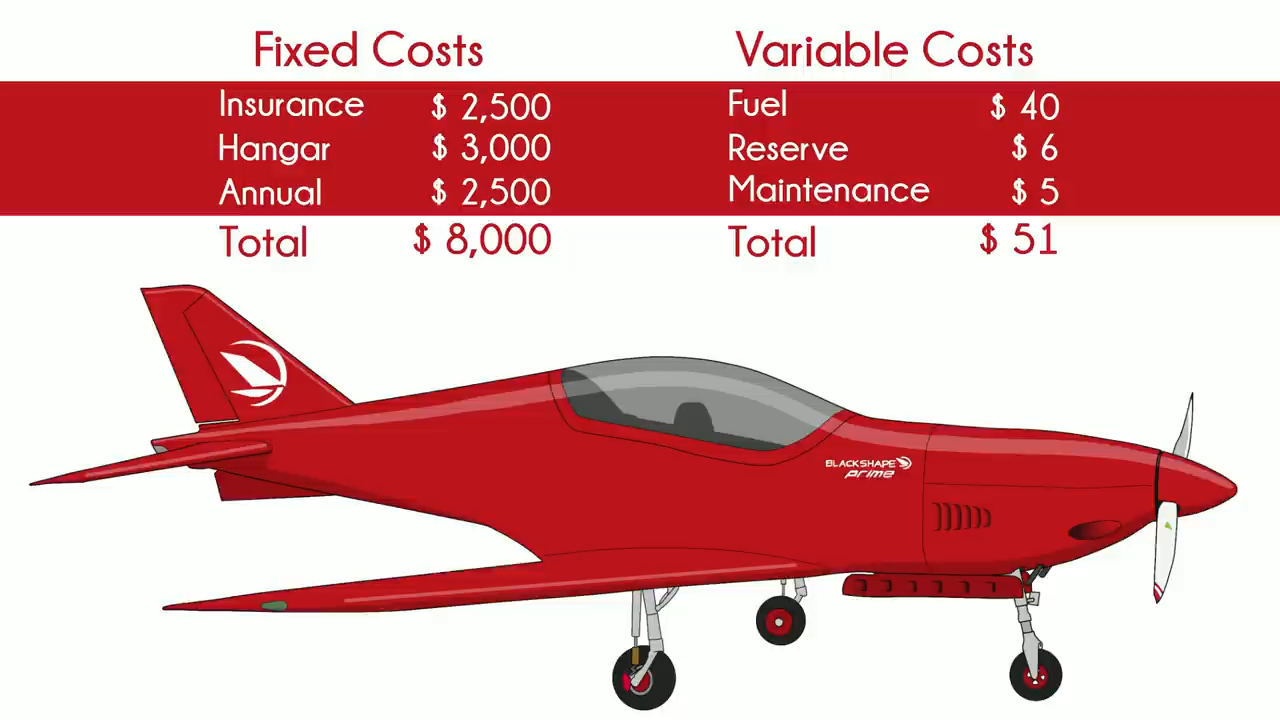 Fixed Costs
Insurance $ 2,500
Hangar $ 3,000
Annual $ 2,500
Total $ 8,000
Variable Costs
Fuel $ 40
Reserve $ 6
Maintenance $ 5
Total $ 51
BLACKSHAPE
prime